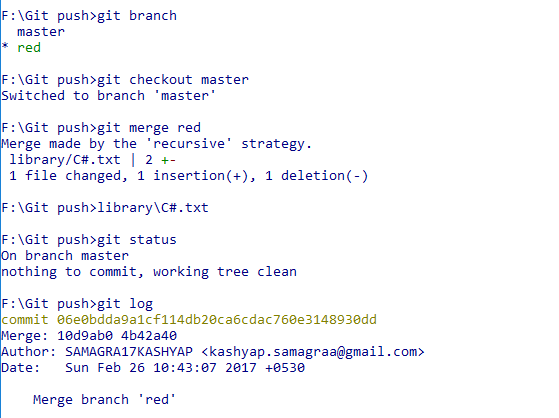 F:\Git push>git branch
  master
* red
F:\Git push>git checkout master
Switched to branch 'master'
F:\Git push>git merge red
Merge made by the 'recursive' strategy.
 library/C#.txt | 2 +-
 1 file changed, 1 insertion(+), 1 deletion(-)
F:\Git push>library\C#.txt
F:\Git push>git status
On branch master
nothing to commit, working tree clean
F:\Git push>git log
commit 06e0bdda9a1cf114db20ca6cdac760e3148930dd
Merge: 10d9ab0 4b42a40
Author: SAMAGRA17KASHYAP <kashyap.samagraa@gmail.com>
Date:   Sun Feb 26 10:43:07 2017 +0530
    Merge branch 'red'